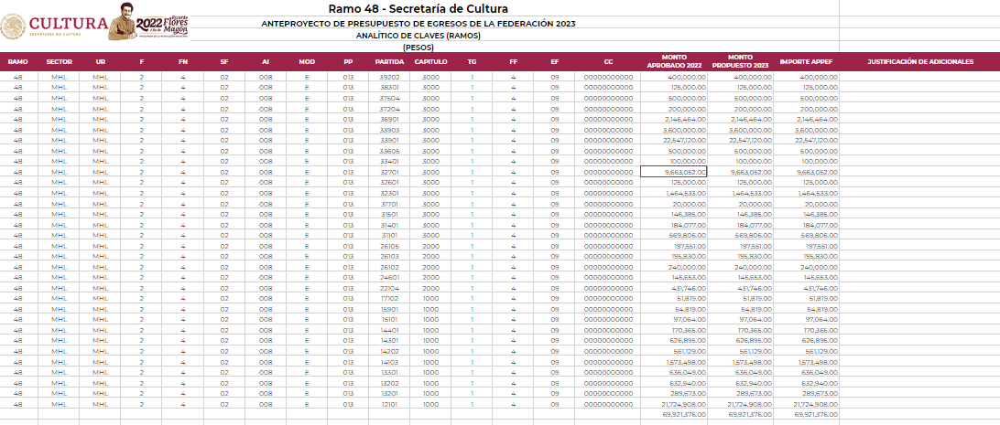 CULTURA
SECRETARÍA DE CULTURA
2022 Ricardo Flores Magón
Ramo 48 - Secretaría de Cultura
ANTEPROYECTO DE PRESUPUESTO DE EGRESOS DE LA FEDERACIÓN 2023
ANALÍTICO DE CLAVES (RAMOS)
(PESOS)
RAMO SECTOR UR F FN SF AI MOD PP PARTIDA CAPITULO TG FF EF CC MONTO APROBADO 2022 MONTO PROPUESTO 2023 IMPORTE APPEF JUSTIFICACIÓN DE ADICIONALES
48 MHL MHL 2 4 02 008 E 013 39202 3000 1 4 09 00000000000 400,000.00 400,000.00 400,000.00
48 MHL MHL 2 4 02 008 E 013 38301 3000 1 4 09 00000000000 125,000.00 125,000.00 125,000.00
48 MHL MHL 2 4 02 008 E 013 37504 3000 1 4 09 00000000000 500,000.00 500,000.00 500,000.00
48 MHL MHL 2 4 02 008 E 013 37204 3000 1 4 09 00000000000 200,000.00 200,000.00 200,000.00
48 MHL MHL 2 4 02 008 E 013 36901 3000 1 4 09 00000000000 2,146,464.00 2,146,464.00 2,146,464.00
48 MHL MHL 2 4 02 008 E 013 33903 3000 1 4 09 00000000000 3,600,000.00 3,600,000.00 3,600,000.00
48 MHL MHL 2 4 02 008 E 013 33901 3000 1 4 09 00000000000 22,547,120.00 22,547,120.00 22,547,120.00
48 MHL MHL 2 4 02 008 E 013 33605 3000 1 4 09 00000000000 500,000.00 500,000.00 500,000.00
48 MHL MHL 2 4 02 008 E 013 33401 3000 1 4 09 00000000000 100,000.00 100,000.00 100,000.00
48 MHL MHL 2 4 02 008 E 013 32701 3000 1 4 09 00000000000 9,663,052.00 9,663,052.00 9,663,052.00
48 MHL MHL 2 4 02 008 E 013 32601 3000 1 4 09 00000000000 125,000.00 125,000.00 125,000.00
48 MHL MHL 2 4 02 008 E 013 32301 3000 1 4 09 00000000000 1,464,533.00 1,464,533.00 1,464,533.00
48 MHL MHL 2 4 02 008 E 013 31701 3000 1 4 09 00000000000 20,000.00 20,000.00 20,000.00
48 MHL MHL 2 4 02 008 E 013 31501 3000 1 4 09 00000000000 146,385.00 146,385.00 146,385.00
48 MHL MHL 2 4 02 008 E 013 31401 3000 1 4 09 00000000000 184,077.00 184,077.00 184,077.00
48 MHL MHL 2 4 02 008 E 013 31101 3000 1 4 09 00000000000 569,806.00 569,806.00 569,806.00
48 MHL MHL 2 4 02 008 E 013 26105 2000 1 4 09 00000000000 197,551.00 197,551.00 197,551.00
48 MHL MHL 2 4 02 008 E 013 26103 2000 1 4 09 00000000000 195,830.00 195,830.00 195,830.00
48 MHL MHL 2 4 02 008 E 013 26102 2000 1 4 09 00000000000 240,000.00 240,000.00 240,000.00
48 MHL MHL 2 4 02 008 E 013 24601 2000 1 4 09 00000000000 145,653.00 145,653.00 145,653.00
48 MHL MHL 2 4 02 008 E 013 22104 2000 1 4 09 00000000000 431,746.00 431,746.00 431,746.00
48 MHL MHL 2 4 02 008 E 013 17102 1000 1 4 09 00000000000 51,819.00 51,819.00 51,819.00
48 MHL MHL 2 4 02 008 E 013 15901 1000 1 4 09 00000000000 54,819.00 54,819.00 54,819.00
48 MHL MHL 2 4 02 008 E 013 15101 1000 1 4 09 00000000000 97,064.00 97,064.00 97,064.00
48 MHL MHL 2 4 02 008 E 013 14401 1000 1 4 09 00000000000 170,365.00 170,365.00 170,365.00
48 MHL MHL 2 4 02 008 E 013 14301 1000 1 4 09 00000000000 626,895.00 626,895.00 626,895.00
48 MHL MHL 2 4 02 008 E 013 14202 1000 1 4 09 00000000000 561,129.00 561,129.00 561,129.00
48 MHL MHL 2 4 02 008 E 013 14103 1000 1 4 09 00000000000 1,573,498.00 1,573,498.00 1,573,498.00
48 MHL MHL 2 4 02 008 E 013 13301 1000 1 4 09 00000000000 636,049.00 636,049.00 636,049.00
48 MHL MHL 2 4 02 008 E 013 13202 1000 1 4 09 00000000000 632,940.00 632,940.00 632,940.00
48 MHL MHL 2 4 02 008 E 013 13201 1000 1 4 09 00000000000 289,673.00 289,673.00 289,673.00
48 MHL MHL 2 4 02 008 E 013 12101 1000 1 4 09 00000000000 21,724,908.00 21,724,908.00 21,724,908.00
69,921,376.00 69,921,376.00 69,921,376.00